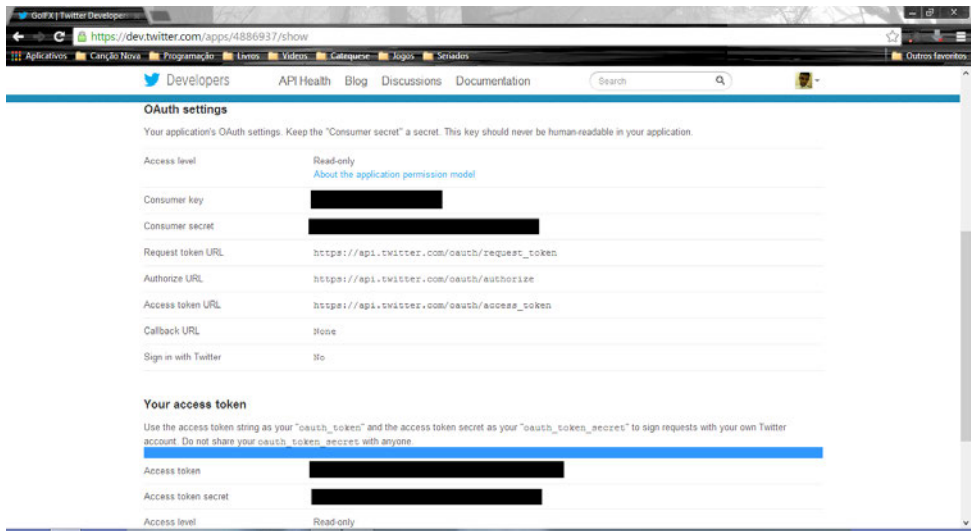 GolFX | Twitter Developer
https://dev.twitter.com/apps/4886937/show
Aplicativos Canção Nova Programação Livros Videos Catequese Jogos Seriados Outros favoritos
Developers API Health Blog Discussions Documentation Search
OAuth settings
Your application's OAuth settings. Keep the "Consumer secret" a secret. This key should never be human-readable in your application.
Access level Read-only
About the application permission model
Consumer key
Consumer secret
Request token URL https://api.twitter.com/oauth/request_token
Authorize URL https://api.twitter.com/oauth/authorize
Access token URL https://api.twitter.com/oauth/access_token
Callback URL None
Sign in with Twitter No
Your access token
Use the access token string as your "oauth_token" and the access token secret as your "oauth_token_secret" to sign requests with your own Twitter
account. Do not share your oauth_token_secret with anyone.
Access token
Access token secret
Access level Read-only